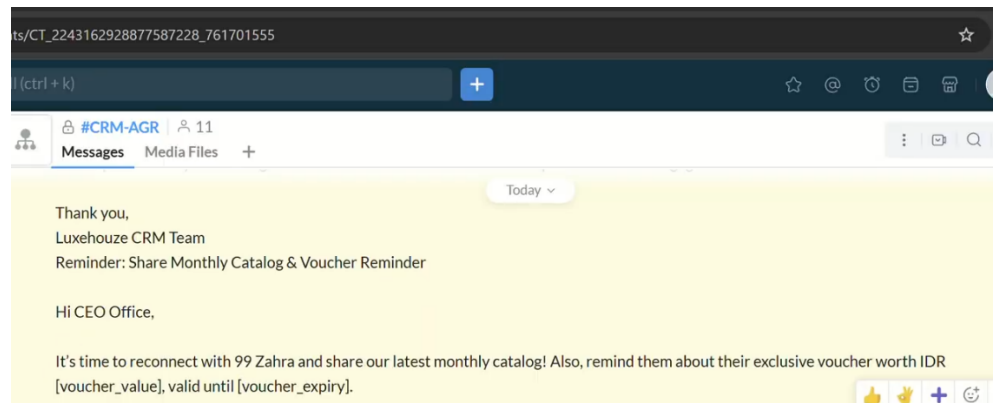 ts/CT_2243162928877587228_761701555
(ctrl + k)
#CRM-AGR 11
Messages Media Files
Today
Thank you,
Luxehouze CRM Team
Reminder: Share Monthly Catalog & Voucher Reminder
Hi CEO Office,
It's time to reconnect with 99 Zahra and share our latest monthly catalog! Also, remind them about their exclusive voucher worth IDR
[voucher_value], valid until [voucher_expiry].